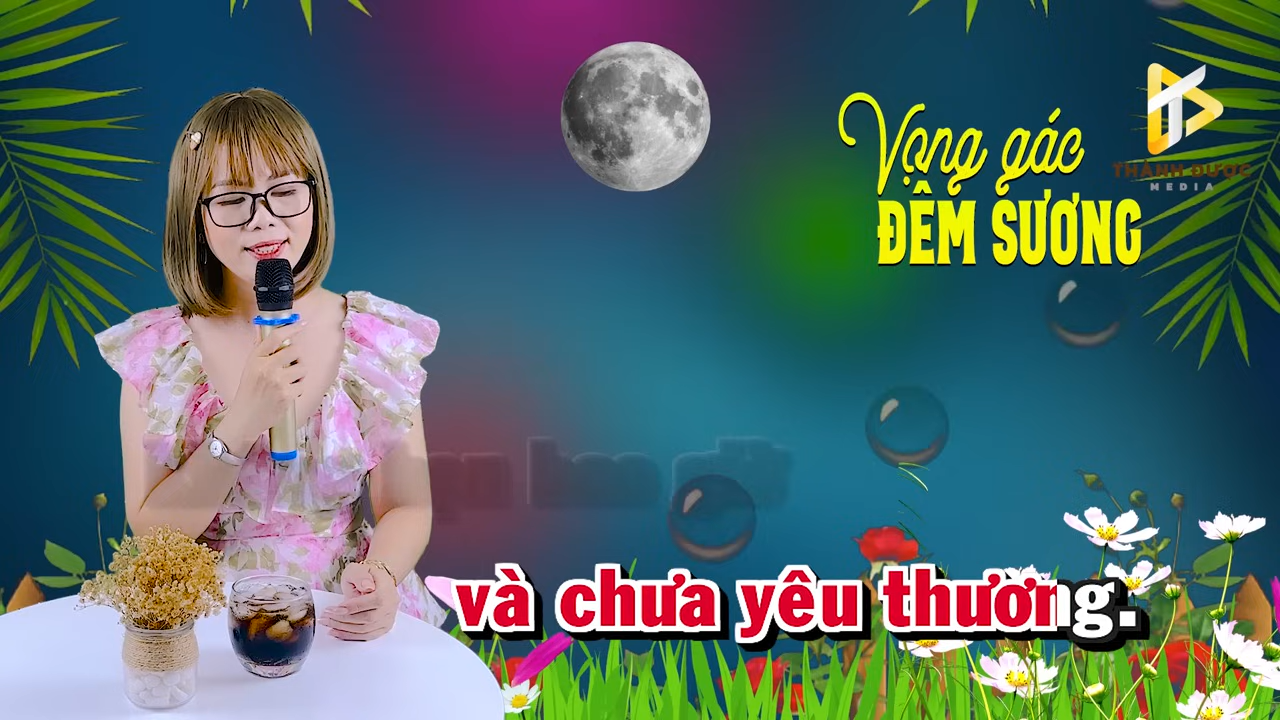 Vọng gác
ĐÊM SƯƠNG
THÀNH ĐƯỢC
MEDIA
và chưa yêu thương.